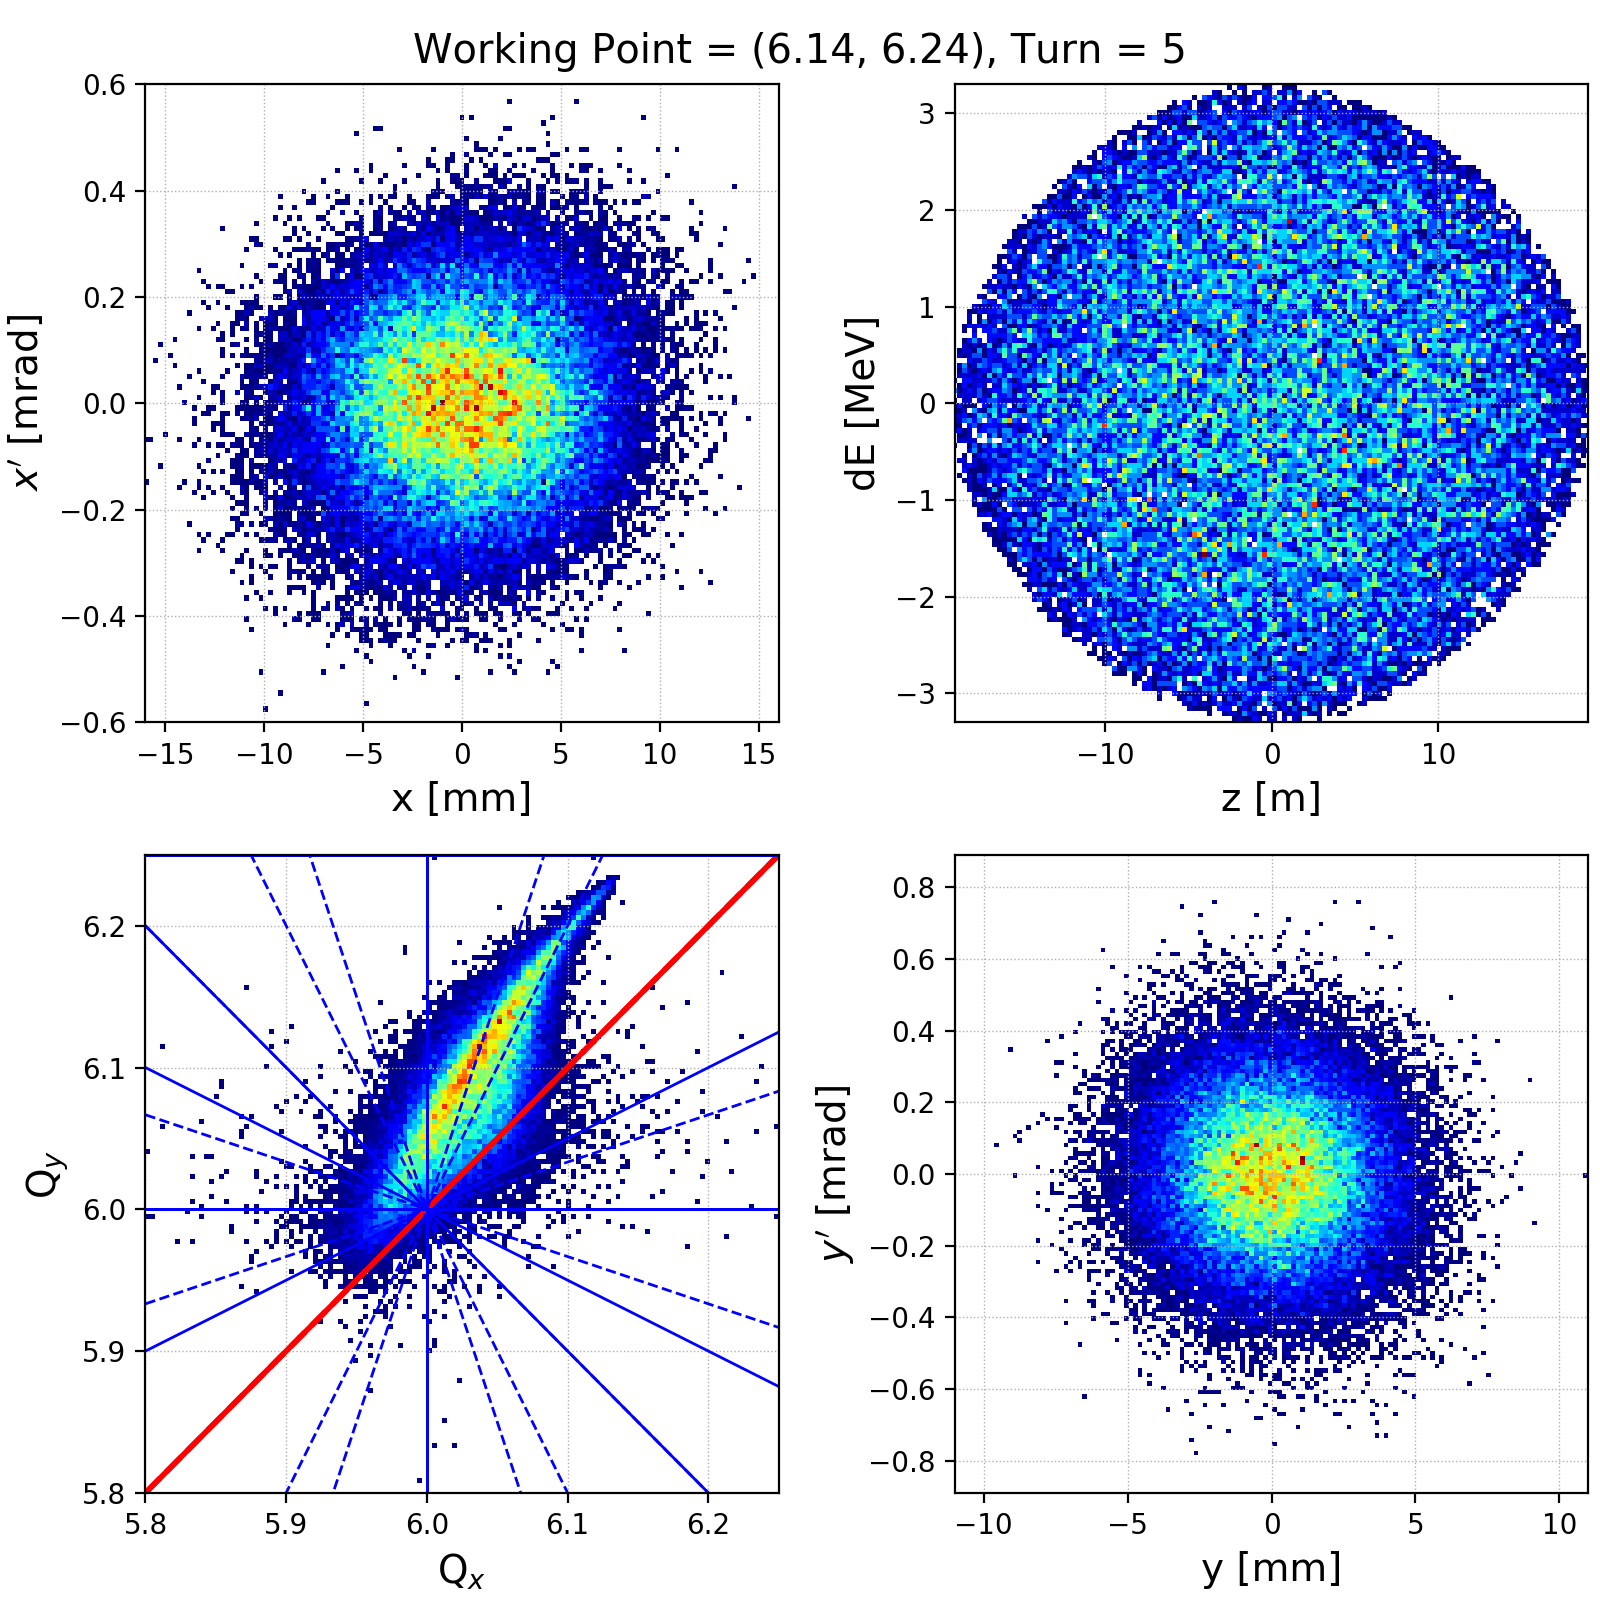 Working Point = (6.14, 6.24), Turn = 5
0.6
0.4
0.2
0.0
−0.2
−0.4
−0.6
x′ [mrad]
−15 −10 −5 0 5 10 15
x [mm]
3
2
1
0
−1
−2
−3
dE [MeV]
−10 0 10
z [m]
6.2
6.1
6.0
5.9
5.8
Qy
5.8 5.9 6.0 6.1 6.2
Qx
0.8
0.6
0.4
0.2
0.0
−0.2
−0.4
−0.6
−0.8
y′ [mrad]
−10 −5 0 5 10
y [mm]